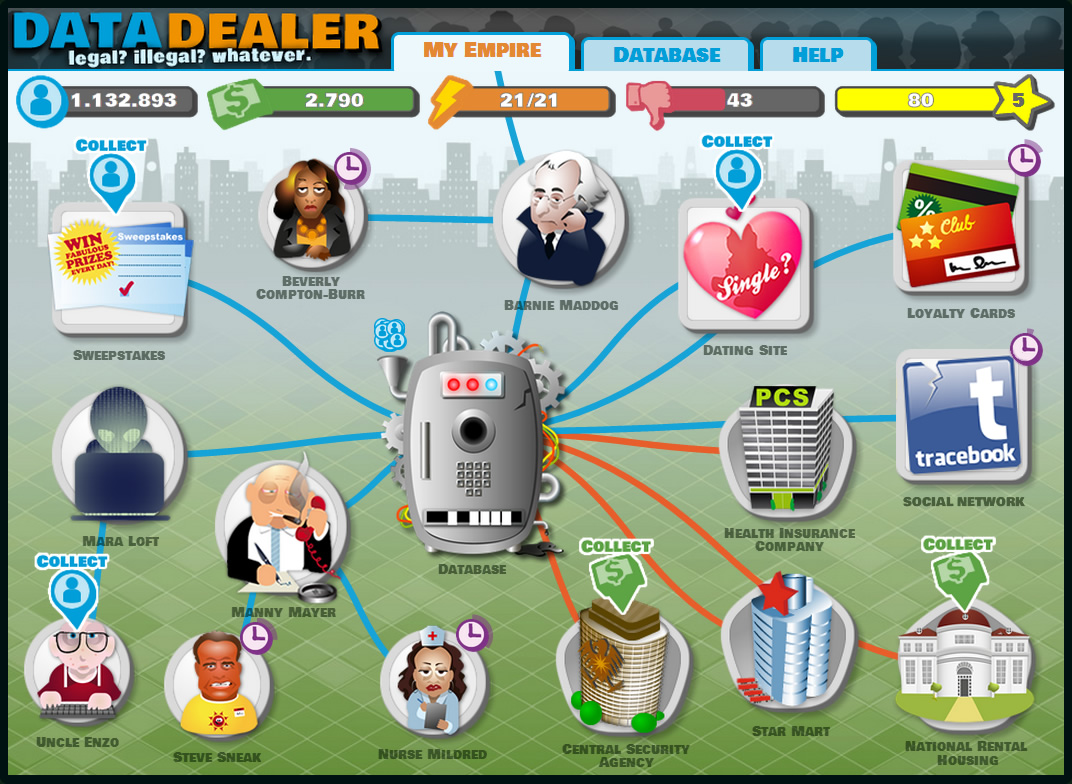 DATADEALER
legal? illegal? whatever.
MY EMPIRE
DATABASE
HELP
1.132.893
2.790
21/21
43
80
5
COLLECT
COLLECT
WIN
FABULOUS
PRIZES
EVERY DAY!
Sweepstakes
SWEEPSTAKES
BEVERLY
COMPTON-BURR
BARNIE MADDOG
Single?
DATING SITE
%
Club
LOYALTY CARDS
MARA LOFT
MANNY MAYER
DATABASE
PCS
HEALTH INSURANCE
COMPANY
t
tracebook
SOCIAL NETWORK
COLLECT
UNCLE ENZO
STEVE SNEAK
NURSE MILDRED
COLLECT
CENTRAL SECURITY
AGENCY
STAR MART
COLLECT
NATIONAL RENTAL
HOUSING